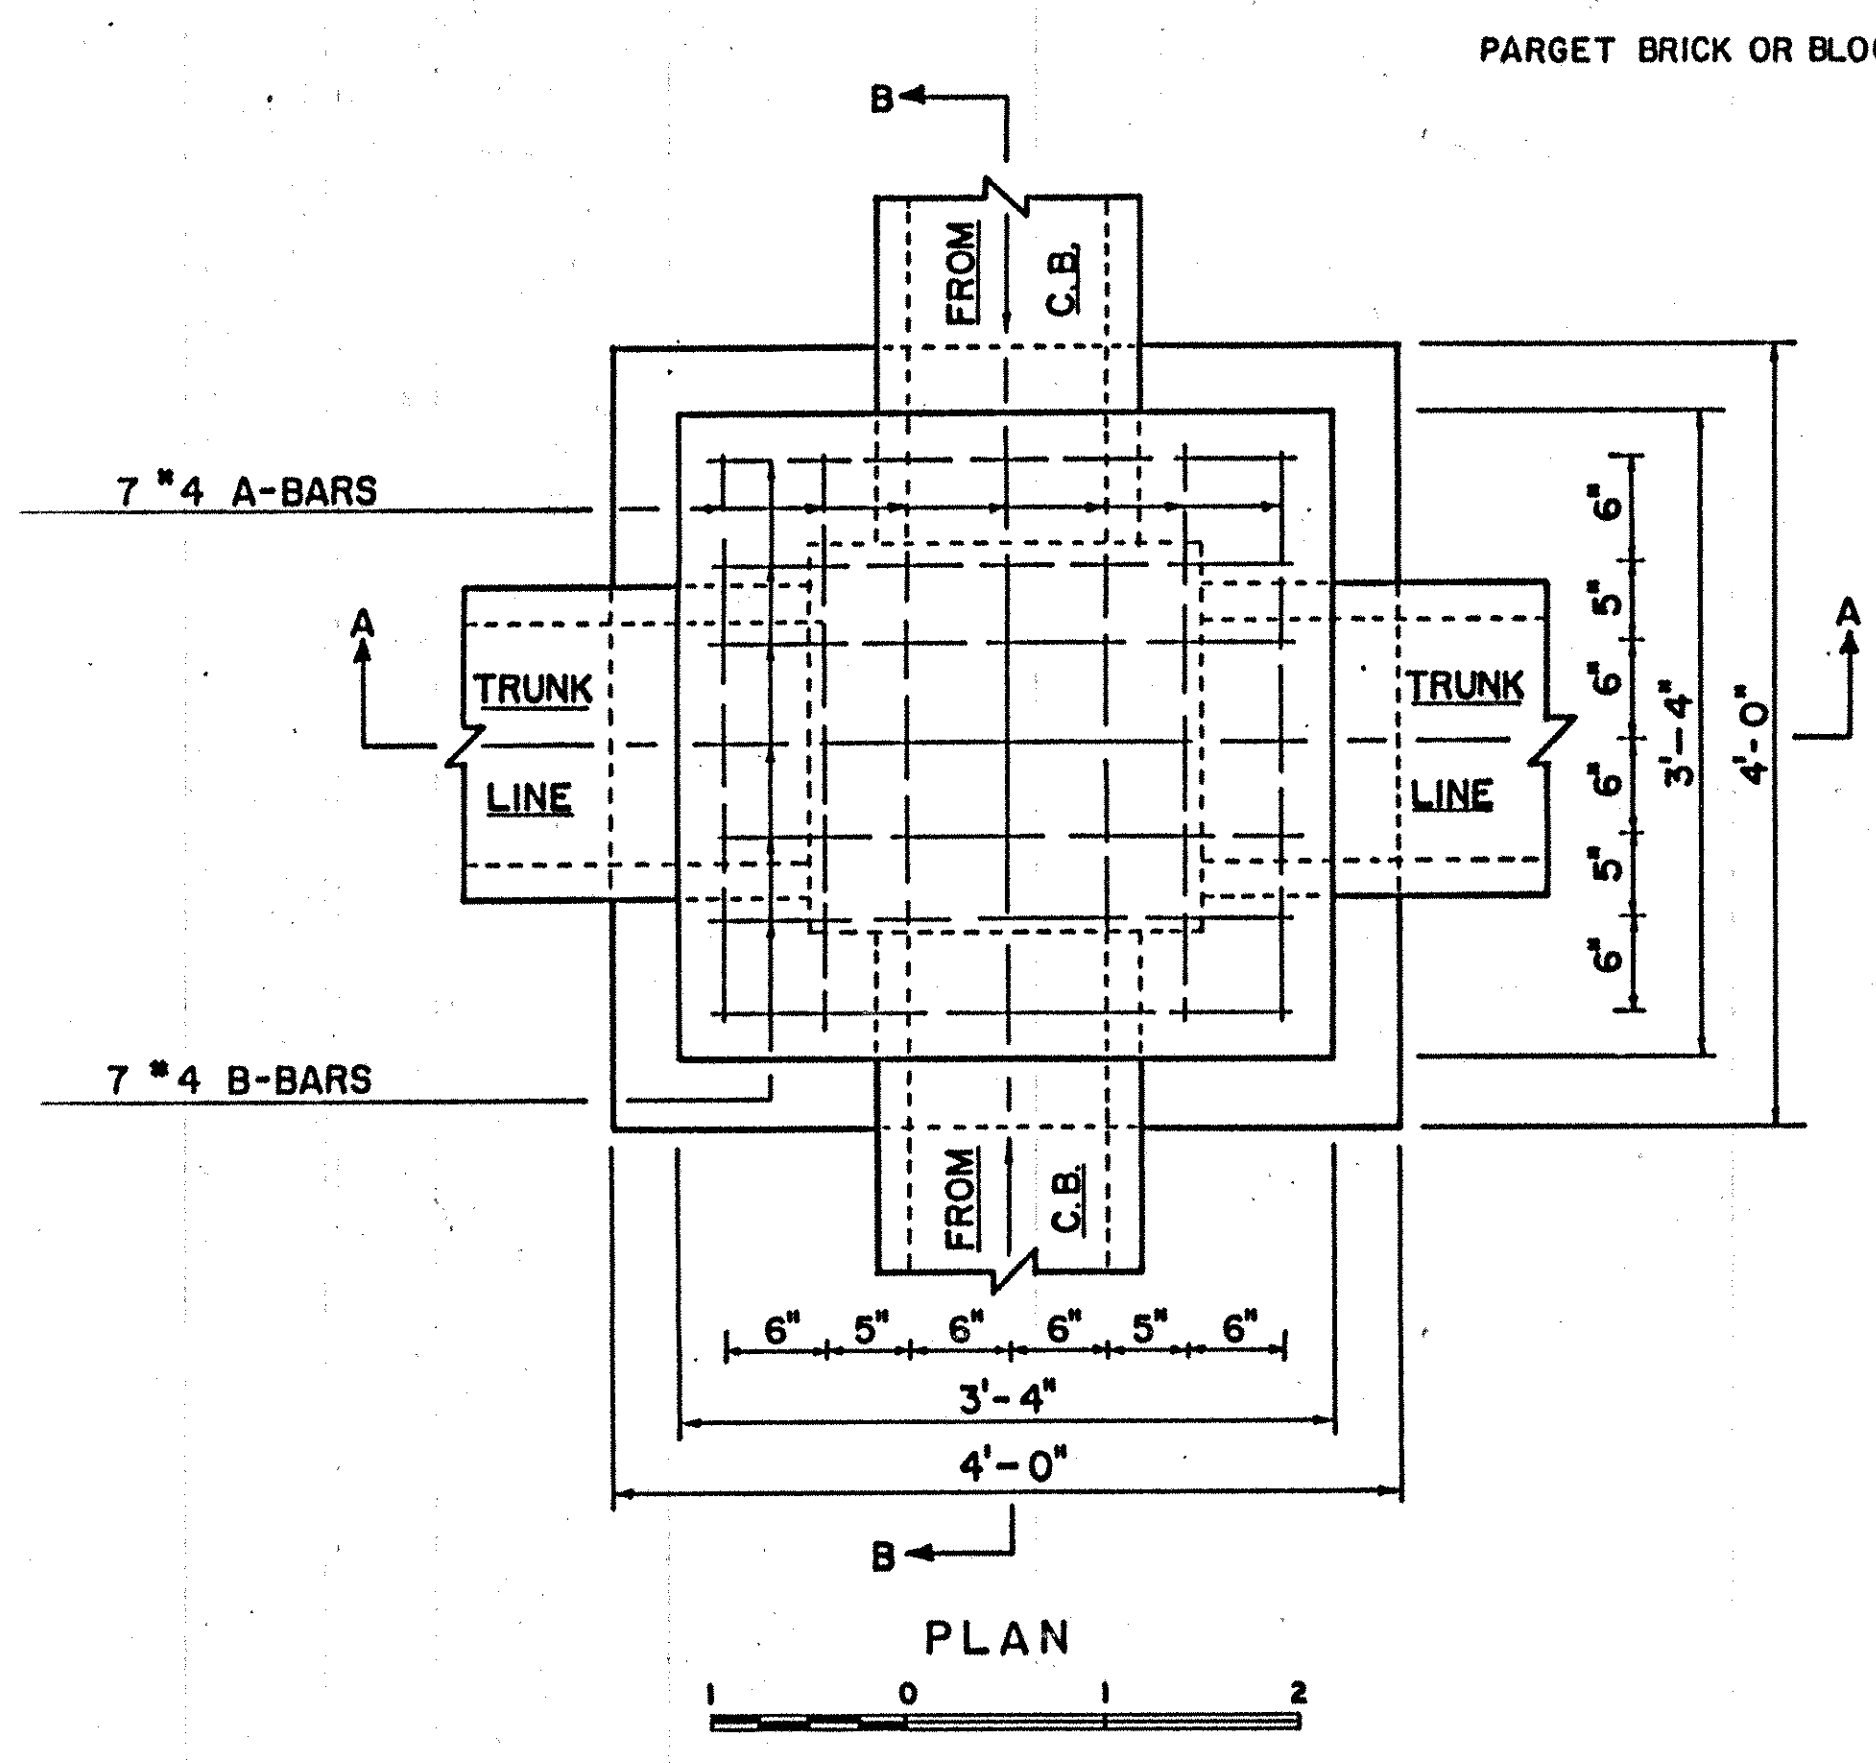 PARGET BRICK OR BLO
B
FROM C.B.
7 #4 A-BARS
A
TRUNK
LINE
TRUNK
LINE
A
6"
5"
6"
6"
5"
6"
3'-4"
4'-0"
7 #4 B-BARS
FROM C.B.
6" 5" 6" 6" 5" 6"
3'-4"
4'-0"
B
PLAN
1 0 1 2